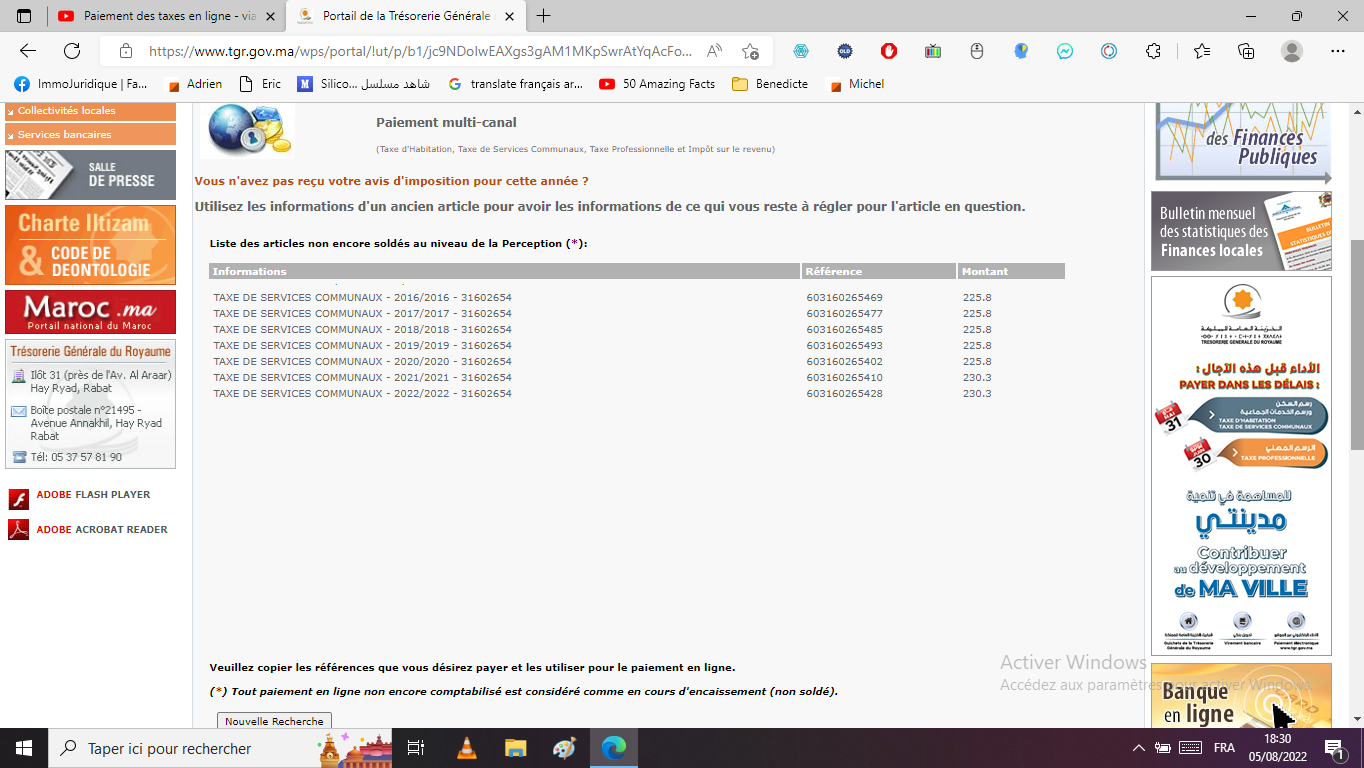 Paiement des taxes en ligne - via
Portail de la Trésorerie Générale
https://www.tgr.gov.ma/wps/portal/!ut/p/b1/jc9NDoIwEAXgs3gAM1MKpSwrAtYqAcFo...
ImmoJuridique | Fa...
Adrien
Eric
Silico... شاهد مسلسل
translate français ar...
50 Amazing Facts
Benedicte
Michel
Collectivités locales
Services bancaires
SALLE
DE PRESSE
Charte Iltizam
& CODE DE
DEONTOLOGIE
Maroc .ma
Portail national du Maroc
Trésorerie Générale du Royaume
Ilôt 31 (près de l'Av. Al Araar)
Hay Ryad, Rabat
Boîte postale n°21495 -
Avenue Annakhil, Hay Ryad
Rabat
Tél: 05 37 57 81 90
ADOBE FLASH PLAYER
ADOBE ACROBAT READER
Paiement multi-canal
(Taxe d'Habitation, Taxe de Services Communaux, Taxe Professionnelle et Impôt sur le revenu)
Vous n'avez pas reçu votre avis d'imposition pour cette année ?
Utilisez les informations d'un ancien article pour avoir les informations de ce qui vous reste à régler pour l'article en question.
Liste des articles non encore soldés au niveau de la Perception (*):
Informations Référence Montant
TAXE DE SERVICES COMMUNAUX - 2016/2016 - 31602654 603160265469 225.8
TAXE DE SERVICES COMMUNAUX - 2017/2017 - 31602654 603160265477 225.8
TAXE DE SERVICES COMMUNAUX - 2018/2018 - 31602654 603160265485 225.8
TAXE DE SERVICES COMMUNAUX - 2019/2019 - 31602654 603160265493 225.8
TAXE DE SERVICES COMMUNAUX - 2020/2020 - 31602654 603160265402 225.8
TAXE DE SERVICES COMMUNAUX - 2021/2021 - 31602654 603160265410 230.3
TAXE DE SERVICES COMMUNAUX - 2022/2022 - 31602654 603160265428 230.3
Veuillez copier les références que vous désirez payer et les utiliser pour le paiement en ligne.
(*) Tout paiement en ligne non encore comptabilisé est considéré comme en cours d'encaissement (non soldé).
Nouvelle Recherche
des Finances
Publiques
Bulletin mensuel
des statistiques des
Finances locales
الخزينة العامة للمملكة
TRESORERIE GENERALE DU ROYAUME
الأداء قبل هذه الآجال :
PAYER DANS LES DÉLAIS :
31
رسم السكن
ورسم الخدمات الجماعية
TAXE D'HABITATION
TAXE DE SERVICES COMMUNAUX
30
الرسم المهني
TAXE PROFESSIONNELLE
للمساهمة في تنمية
مدينتي
Contribuer
au développement
de MA VILLE
Guichets de la Trésorerie
Générale du Royaume
Virement bancaire
Paiement électronique
www.tgr.gov.ma
Banque
en ligne
Activer Windows
Accédez aux paramètres pour activer Windows.
Taper ici pour rechercher
FRA
18:30
05/08/2022
1